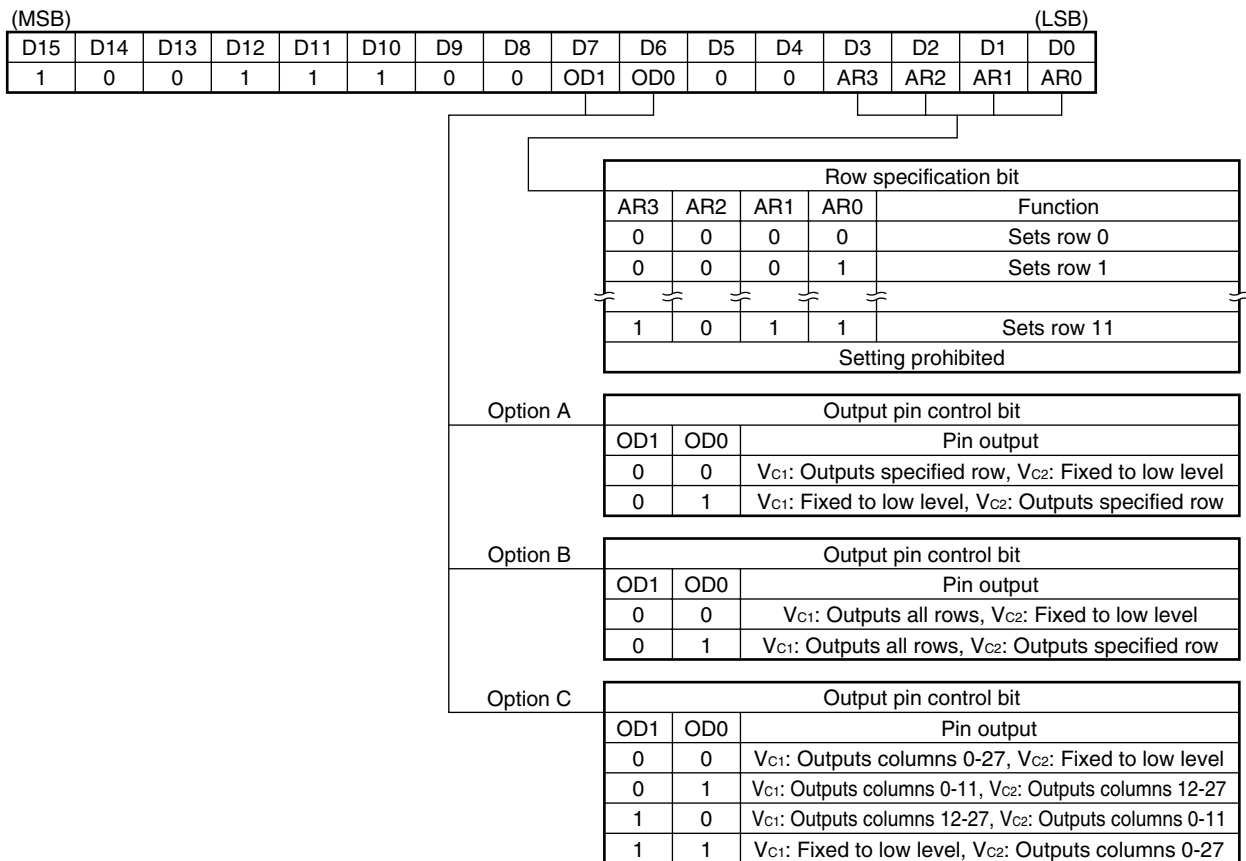 (MSB) (LSB)
D15 D14 D13 D12 D11 D10 D9 D8 D7 D6 D5 D4 D3 D2 D1 D0
1 0 0 1 1 1 0 0 OD1 OD0 0 0 AR3 AR2 AR1 AR0
Row specification bit
AR3 AR2 AR1 AR0 Function
0 0 0 0 Sets row 0
0 0 0 1 Sets row 1
1 0 1 1 Sets row 11
Setting prohibited
Option A Output pin control bit
OD1 OD0 Pin output
0 0 VC1: Outputs specified row, VC2: Fixed to low level
0 1 VC1: Fixed to low level, VC2: Outputs specified row
Option B Output pin control bit
OD1 OD0 Pin output
0 0 VC1: Outputs all rows, VC2: Fixed to low level
0 1 VC1: Outputs all rows, VC2: Outputs specified row
Option C Output pin control bit
OD1 OD0 Pin output
0 0 VC1: Outputs columns 0-27, VC2: Fixed to low level
0 1 VC1: Outputs columns 0-11, VC2: Outputs columns 12-27
1 0 VC1: Outputs columns 12-27, VC2: Outputs columns 0-11
1 1 VC1: Fixed to low level, VC2: Outputs columns 0-27